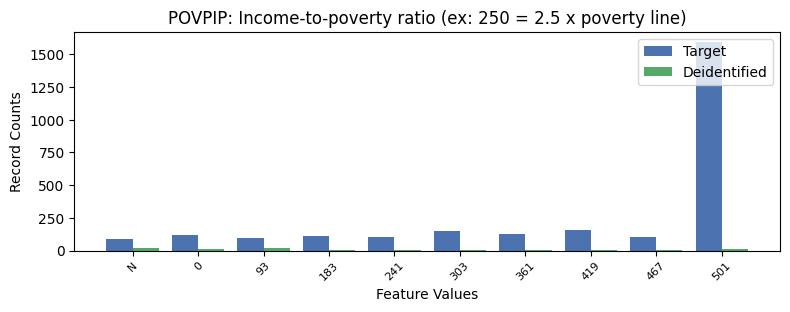 POVPIP: Income-to-poverty ratio (ex: 250 = 2.5 x poverty line)
Target
Deidentified
Record Counts
1500
1250
1000
750
500
250
0
N 0 93 183 241 303 361 419 467 501
Feature Values